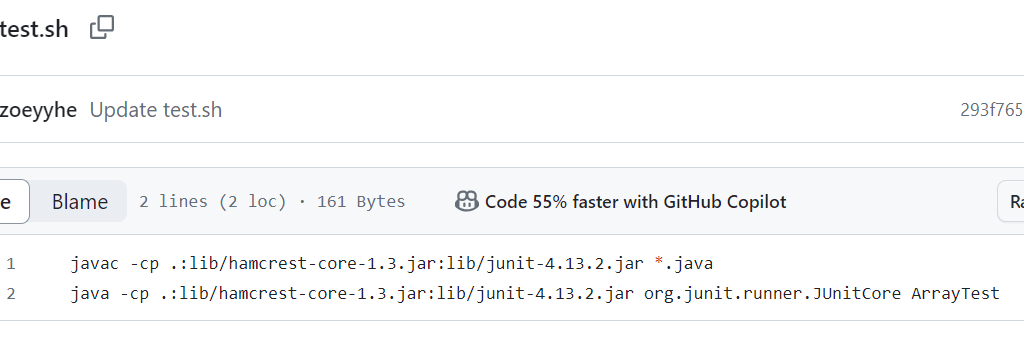 test.sh
zoeyyhe Update test.sh 293f765
e Blame 2 lines (2 loc) · 161 Bytes Code 55% faster with GitHub Copilot Ra
1 javac -cp .:lib/hamcrest-core-1.3.jar:lib/junit-4.13.2.jar *.java
2 java -cp .:lib/hamcrest-core-1.3.jar:lib/junit-4.13.2.jar org.junit.runner.JUnitCore ArrayTest